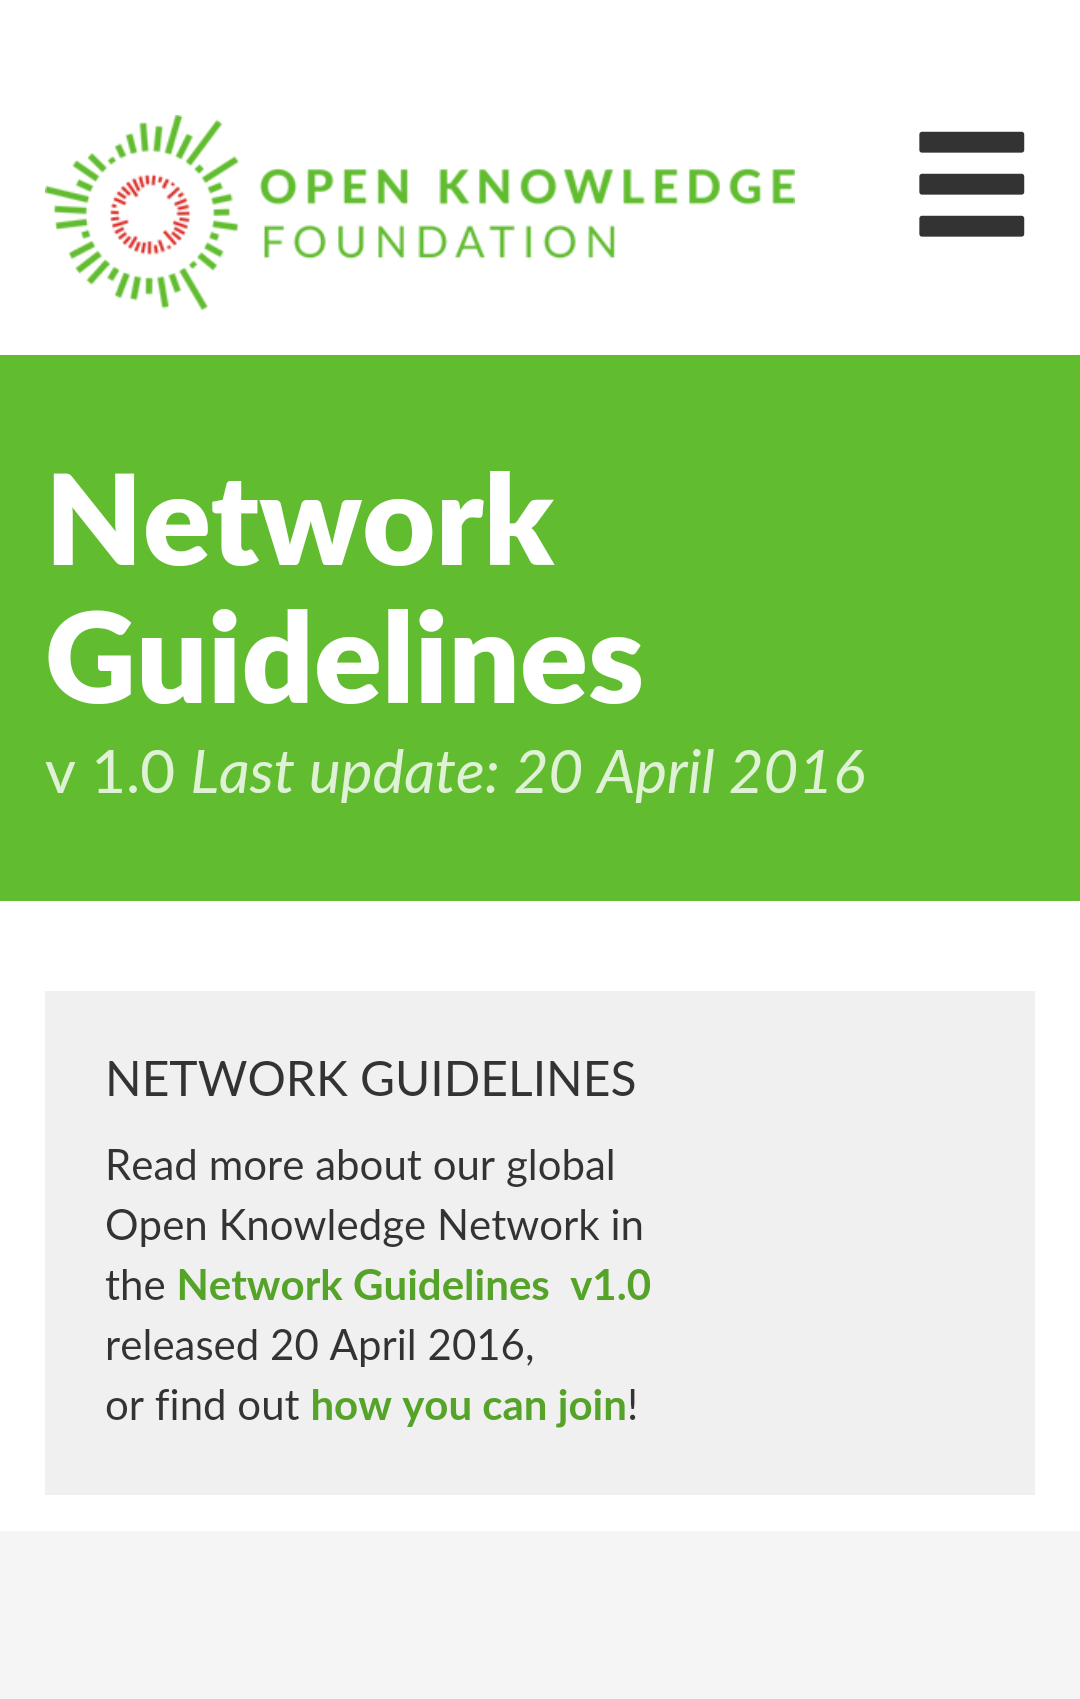 OPEN KNOWLEDGE
FOUNDATION
Network
Guidelines
v 1.0 Last update: 20 April 2016
NETWORK GUIDELINES
Read more about our global
Open Knowledge Network in
the Network Guidelines  v1.0
released 20 April 2016,
or find out how you can join!